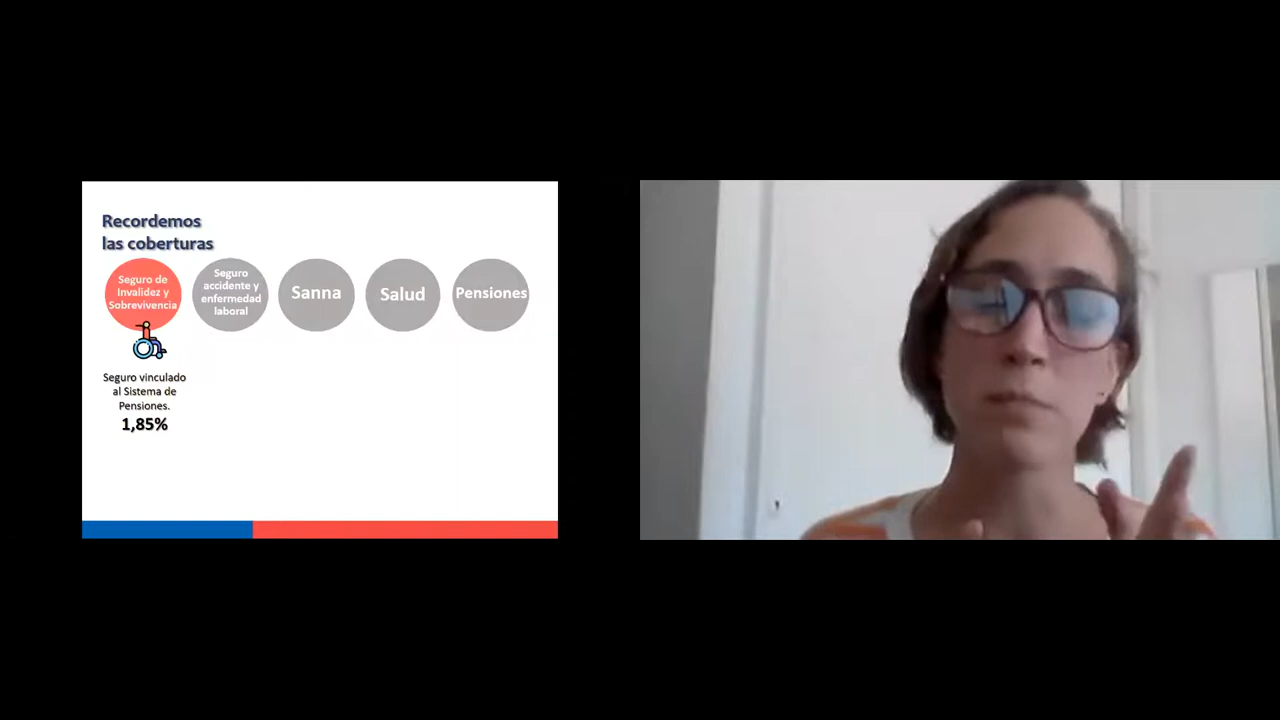 Recordemos
las coberturas
Seguro de
Invalidez y
Sobrevivencia
Seguro
accidente y
enfermedad
laboral
Sanna
Salud
Pensiones
Seguro vinculado
al Sistema de
Pensiones.
1,85%